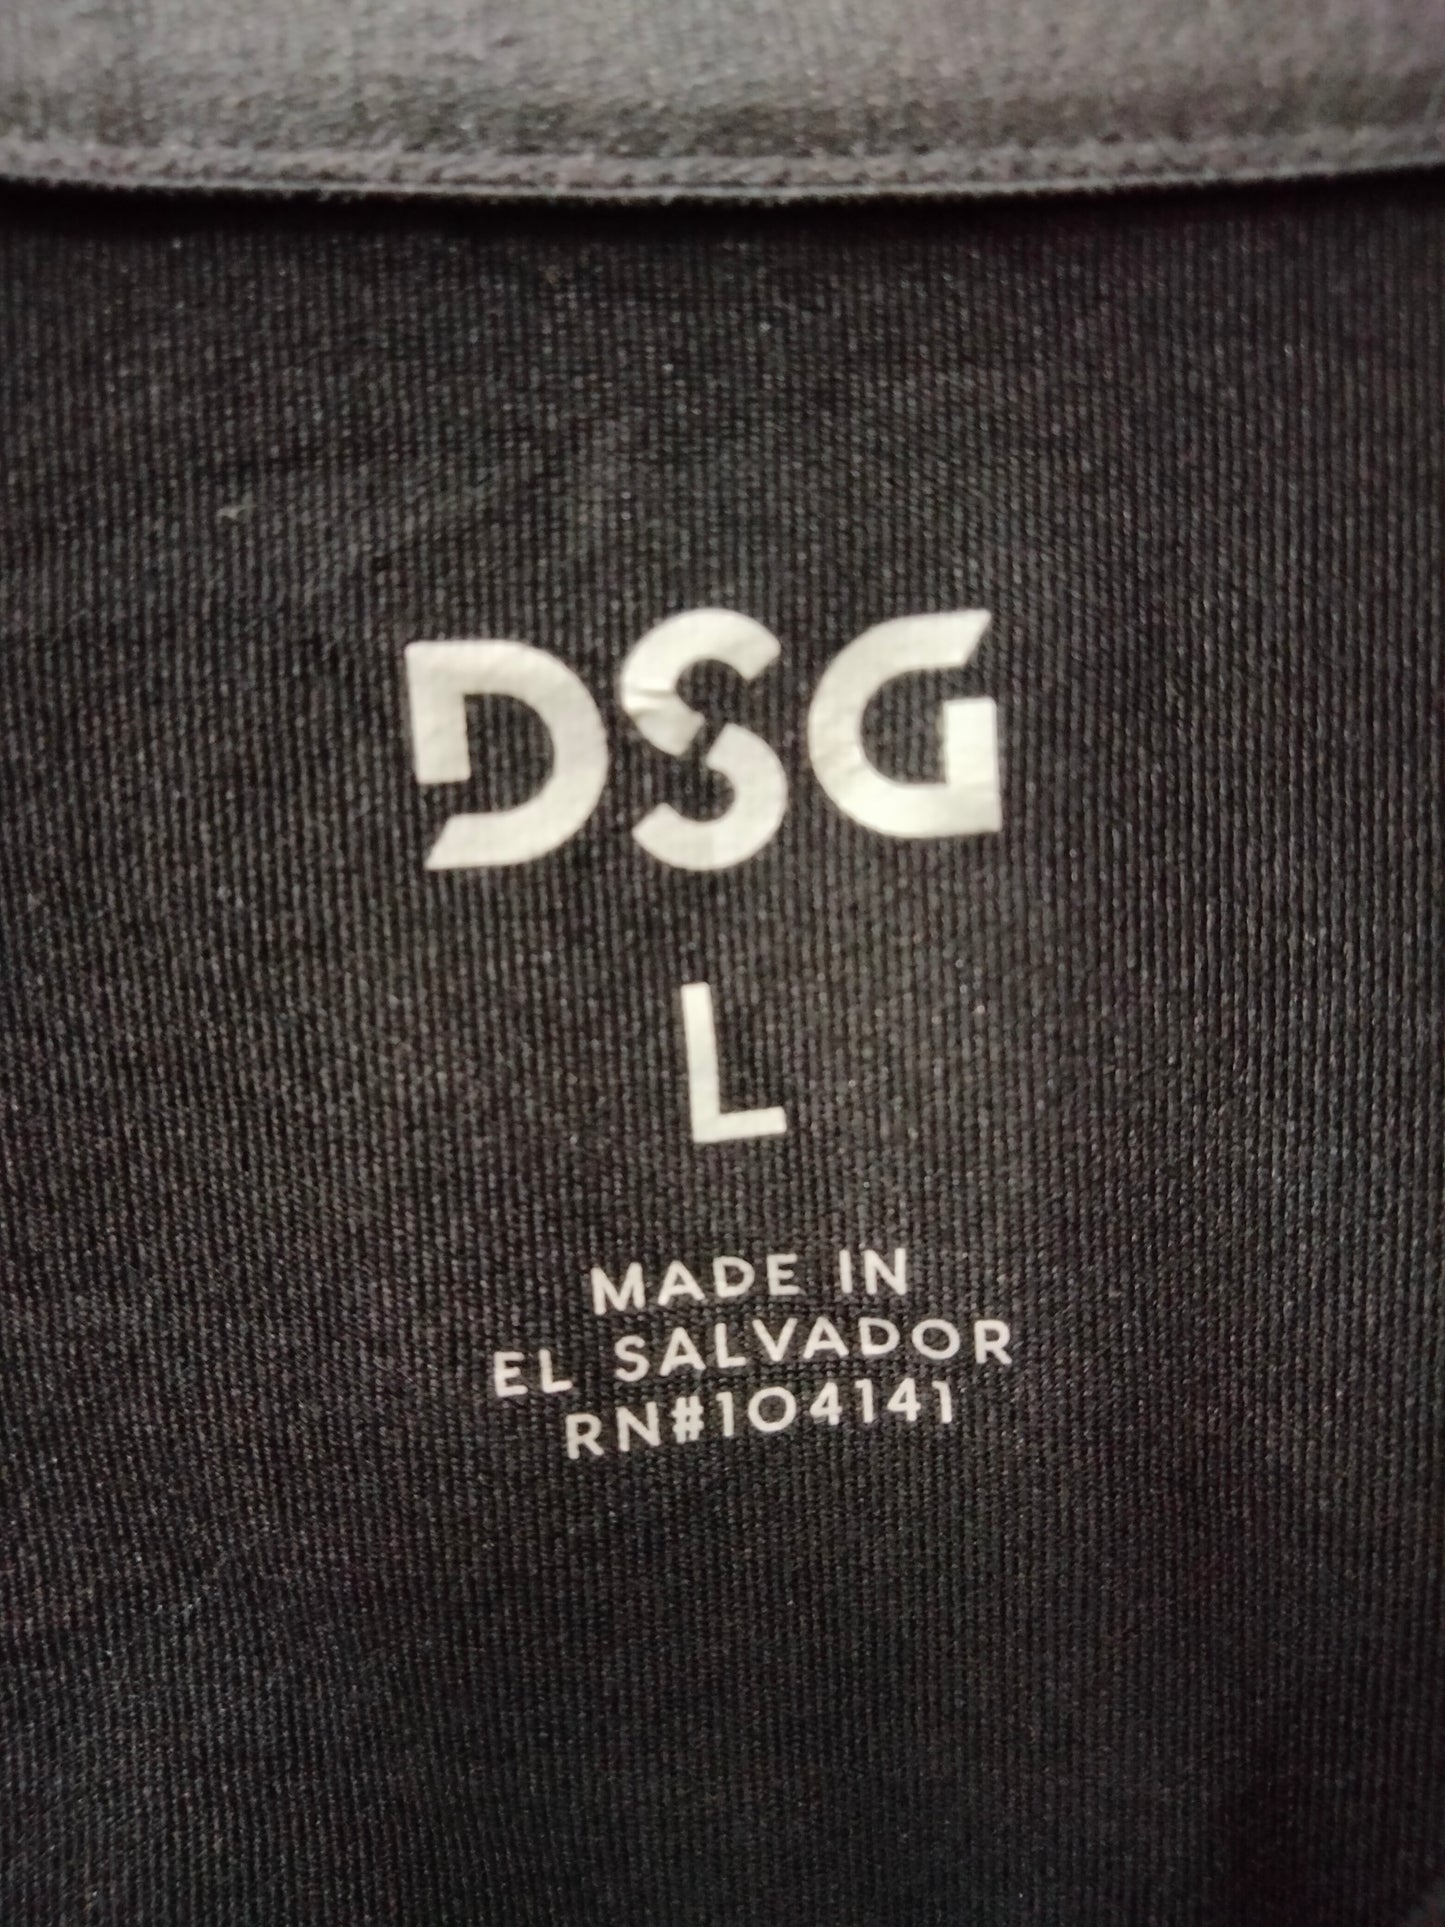 DSG
L
MADE IN
EL SALVADOR
RN#104141